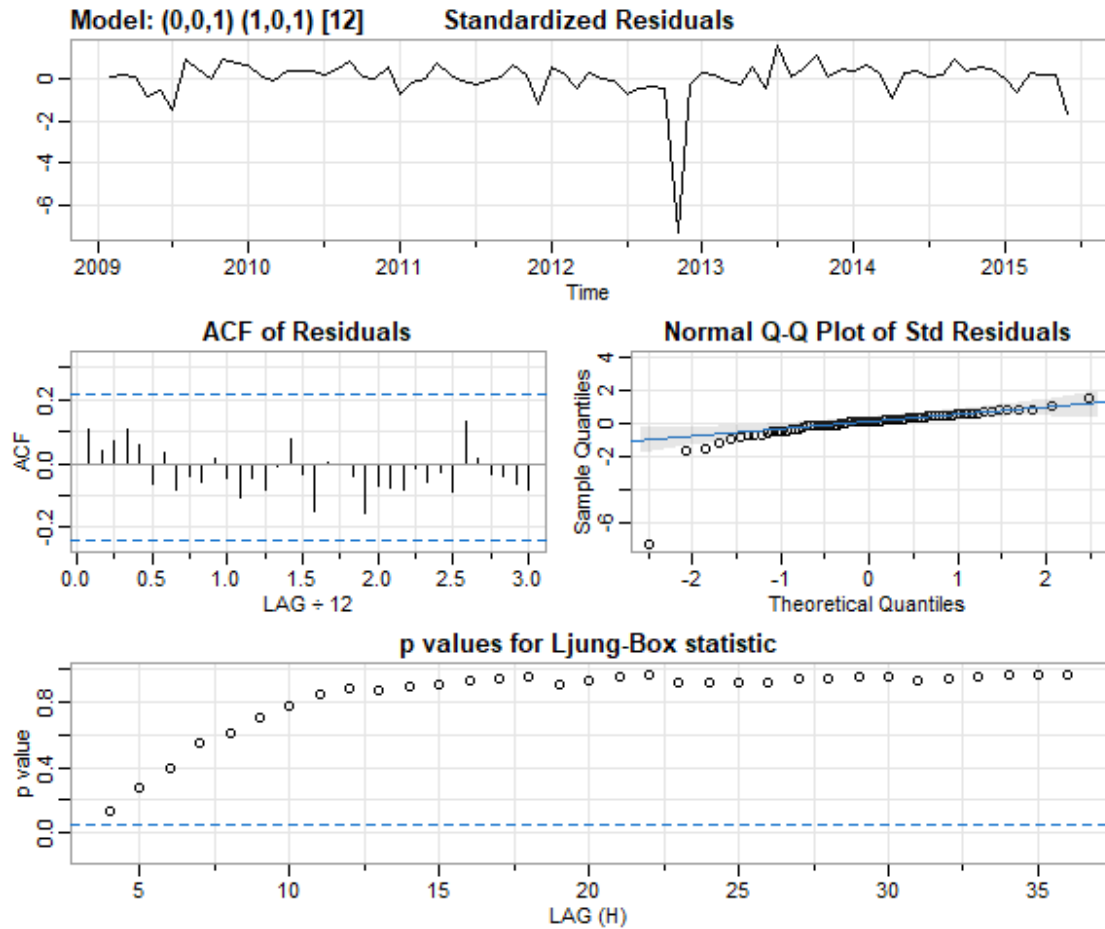 Model: (0,0,1) (1,0,1) [12] Standardized Residuals
0
-2
-4
-6
2009 2010 2011 2012 2013 2014 2015
Time
ACF of Residuals
ACF
0.2
0.0
-0.2
0.0 0.5 1.0 1.5 2.0 2.5 3.0
LAG ÷ 12
Normal Q-Q Plot of Std Residuals
Sample Quantiles
4
2
0
-2
-6
-2 -1 0 1 2
Theoretical Quantiles
p values for Ljung-Box statistic
p value
0.8
0.4
0.0
5 10 15 20 25 30 35
LAG (H)